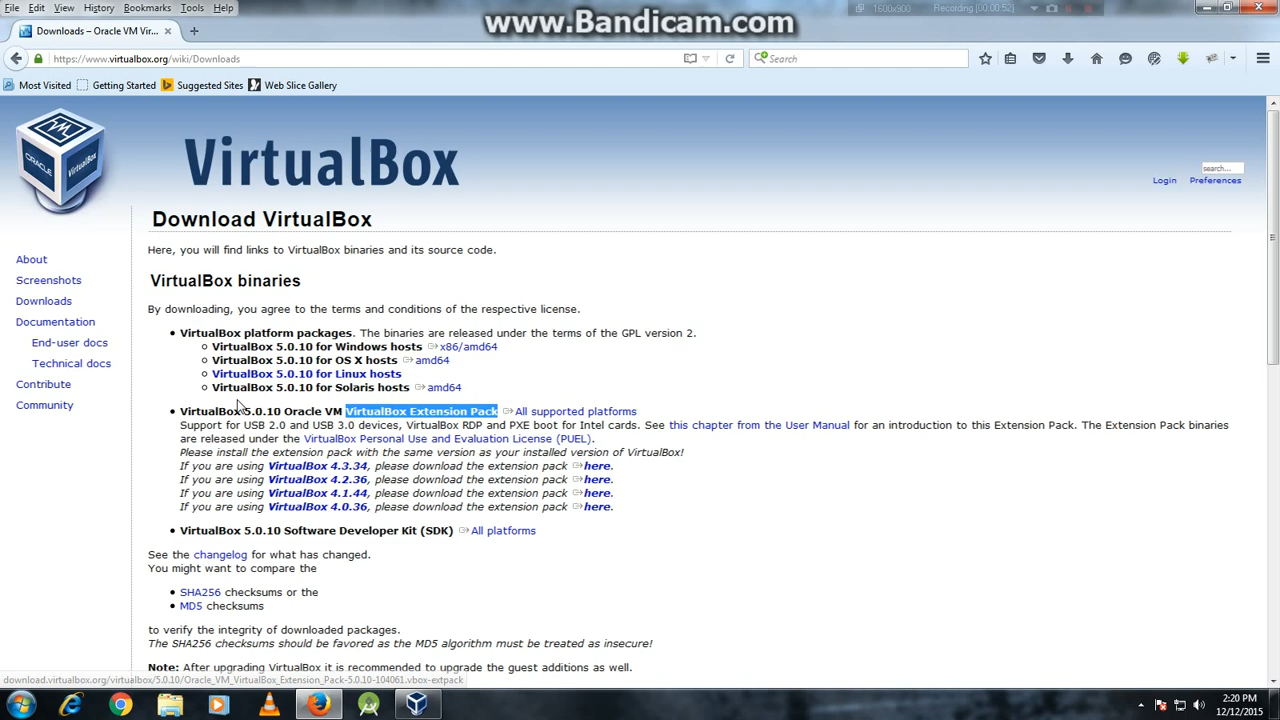 File Edit View History Bookmarks Tools Help
www.Bandicam.com
1600x900 Recording [00:00:52]
Downloads – Oracle VM Vir...
https://www.virtualbox.org/wiki/Downloads
Search
Most Visited Getting Started Suggested Sites Web Slice Gallery
ORACLE
VM
VirtualBox
VirtualBox
search...
Login Preferences
About
Screenshots
Downloads
Documentation
End-user docs
Technical docs
Contribute
Community
Download VirtualBox
Here, you will find links to VirtualBox binaries and its source code.
VirtualBox binaries
By downloading, you agree to the terms and conditions of the respective license.
VirtualBox platform packages. The binaries are released under the terms of the GPL version 2.
VirtualBox 5.0.10 for Windows hosts x86/amd64
VirtualBox 5.0.10 for OS X hosts amd64
VirtualBox 5.0.10 for Linux hosts
VirtualBox 5.0.10 for Solaris hosts amd64
VirtualBox 5.0.10 Oracle VM VirtualBox Extension Pack All supported platforms
Support for USB 2.0 and USB 3.0 devices, VirtualBox RDP and PXE boot for Intel cards. See this chapter from the User Manual for an introduction to this Extension Pack. The Extension Pack binaries
are released under the VirtualBox Personal Use and Evaluation License (PUEL).
Please install the extension pack with the same version as your installed version of VirtualBox!
If you are using VirtualBox 4.3.34, please download the extension pack here.
If you are using VirtualBox 4.2.36, please download the extension pack here.
If you are using VirtualBox 4.1.44, please download the extension pack here.
If you are using VirtualBox 4.0.36, please download the extension pack here.
VirtualBox 5.0.10 Software Developer Kit (SDK) All platforms
See the changelog for what has changed.
You might want to compare the
SHA256 checksums or the
MD5 checksums
to verify the integrity of downloaded packages.
The SHA256 checksums should be favored as the MD5 algorithm must be treated as insecure!
Note: After upgrading VirtualBox it is recommended to upgrade the guest additions as well.
download.virtualbox.org/virtualbox/5.0.10/Oracle_VM_VirtualBox_Extension_Pack-5.0.10-104061.vbox-extpack
2:20 PM
12/12/2015